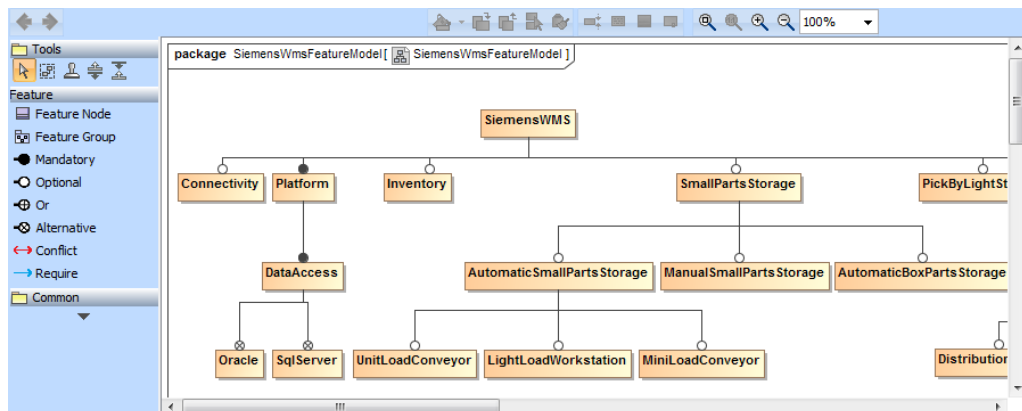 100%
Tools
Feature
Feature Node
Feature Group
Mandatory
Optional
Or
Alternative
Conflict
Require
Common
package SiemensWmsFeatureModel[ SiemensWmsFeatureModel ]
SiemensWMS
Connectivity Platform Inventory SmallPartsStorage PickByLightSt
DataAccess AutomaticSmallPartsStorage ManualSmallPartsStorage AutomaticBoxPartsStorage
Oracle SqlServer UnitLoadConveyor LightLoadWorkstation MiniLoadConveyor Distribution